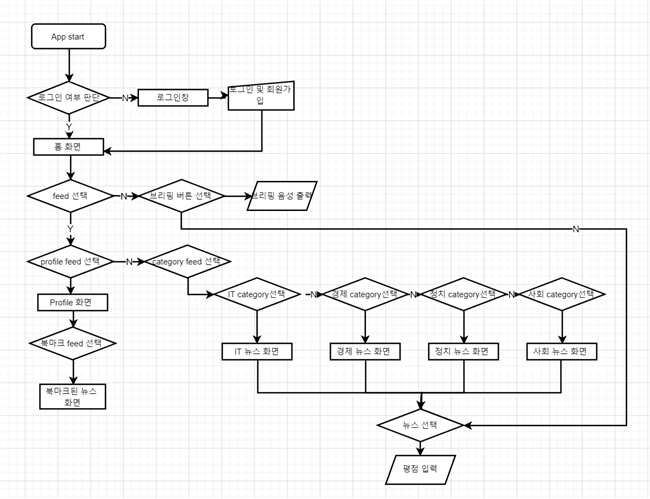 App start
로그인 여부 판단
N
로그인창
로그인 및 회원가
입
Y
홈 화면
feed 선택
N
브리핑 버튼 선택
브리핑 음성 출력
Y
N
profile feed 선택
N
category feed 선택
Profile 화면
IT category선택
N
경제 category선택
N
정치 category선택
N
사회 category선택
북마크 feed 선택
IT 뉴스 화면
경제 뉴스 화면
정치 뉴스 화면
사회 뉴스 화면
북마크된 뉴스
화면
뉴스 선택
평점 입력